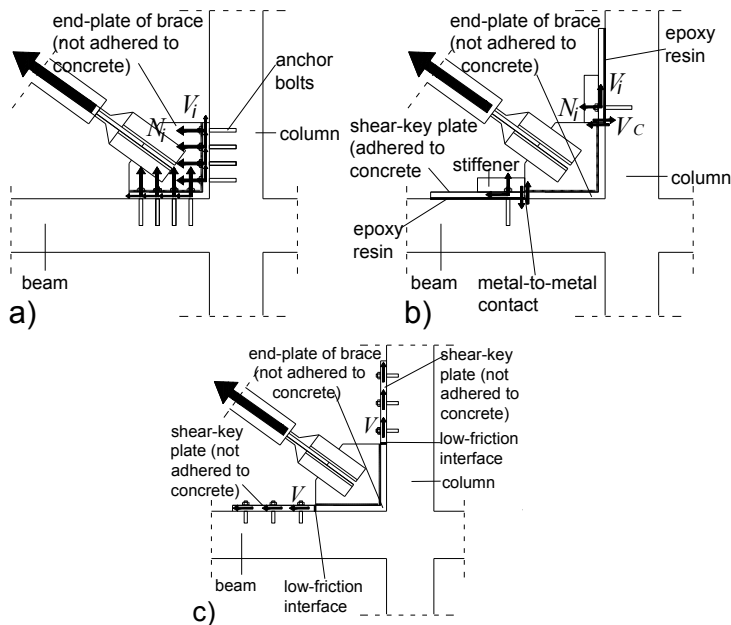 end-plate of brace
(not adhered to
concrete)
anchor
bolts
V_i
N_i
column
beam
a)
end-plate of brace
(not adhered to
concrete)
epoxy
resin
V_i
N_i
V_C
shear-key plate
(adhered to
concrete
stiffener
column
epoxy
resin
beam
metal-to-metal
contact
b)
end-plate of brace
(not adhered to
concrete)
shear-key
plate (not
adhered to
concrete)
shear-key
plate (not
adhered to
concrete)
V
V
low-friction
interface
column
beam
low-friction
interface
c)